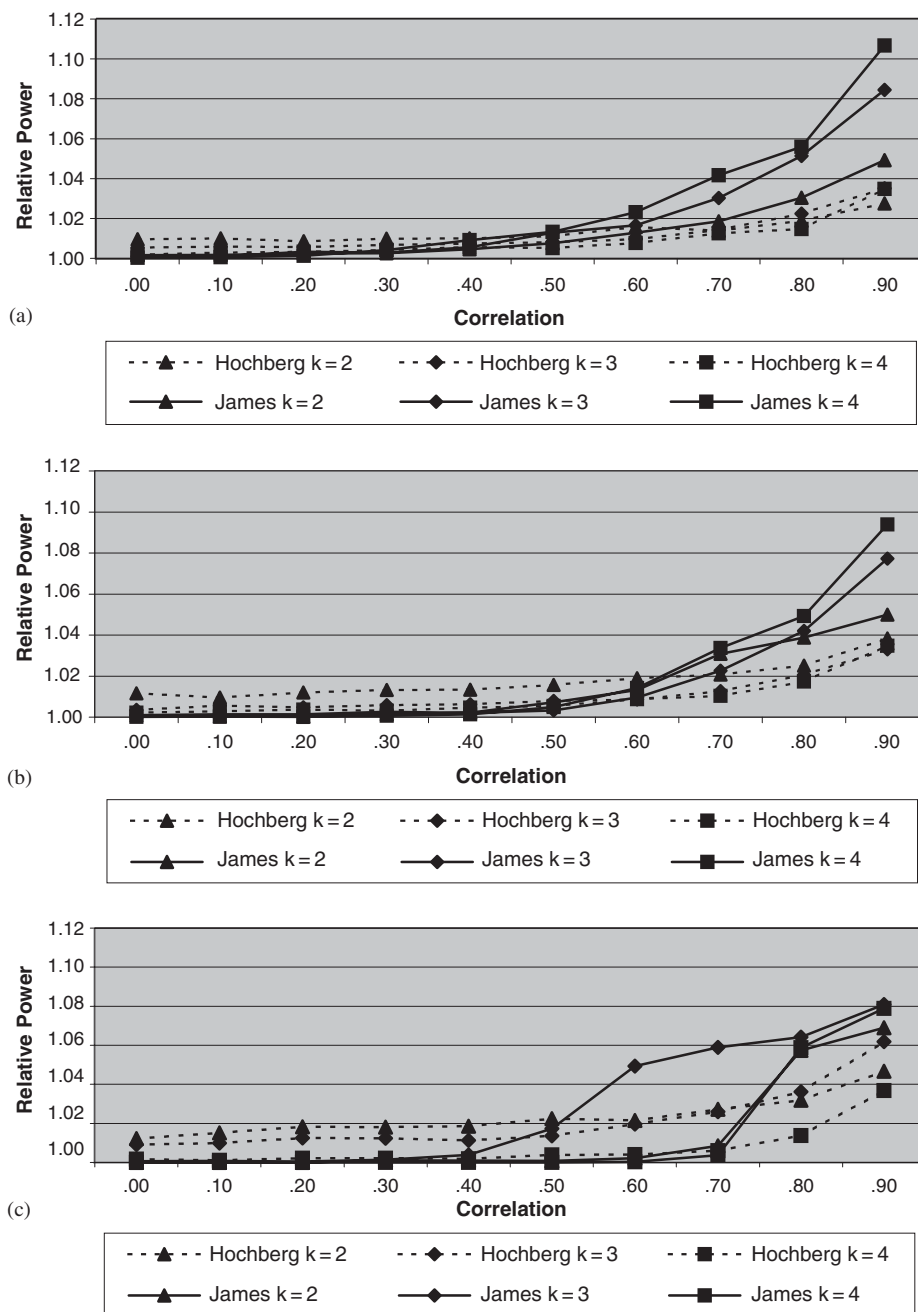 1.12
1.10
1.08
1.06
1.04
1.02
1.00
Relative Power
.00 .10 .20 .30 .40 .50 .60 .70 .80 .90
(a)
Correlation
Hochberg k = 2 Hochberg k = 3 Hochberg k = 4
James k = 2 James k = 3 James k = 4
1.12
1.10
1.08
1.06
1.04
1.02
1.00
Relative Power
.00 .10 .20 .30 .40 .50 .60 .70 .80 .90
Correlation
(b)
Hochberg k = 2 Hochberg k = 3 Hochberg k = 4
James k = 2 James k = 3 James k = 4
1.12
1.10
1.08
1.06
1.04
1.02
1.00
Relative Power
.00 .10 .20 .30 .40 .50 .60 .70 .80 .90
Correlation
(c)
Hochberg k = 2 Hochberg k = 3 Hochberg k = 4
James k = 2 James k = 3 James k = 4